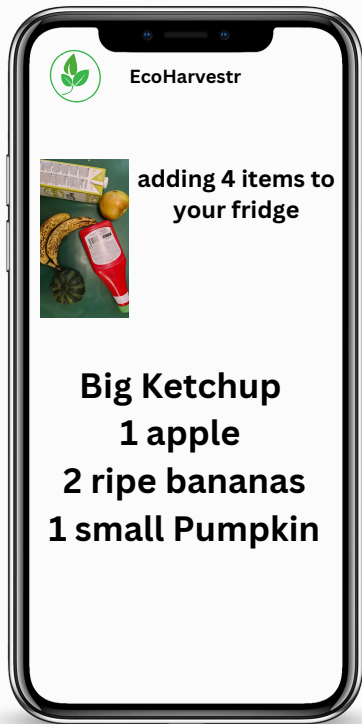 EcoHarvestr
adding 4 items to
your fridge
Big Ketchup
1 apple
2 ripe bananas
1 small Pumpkin